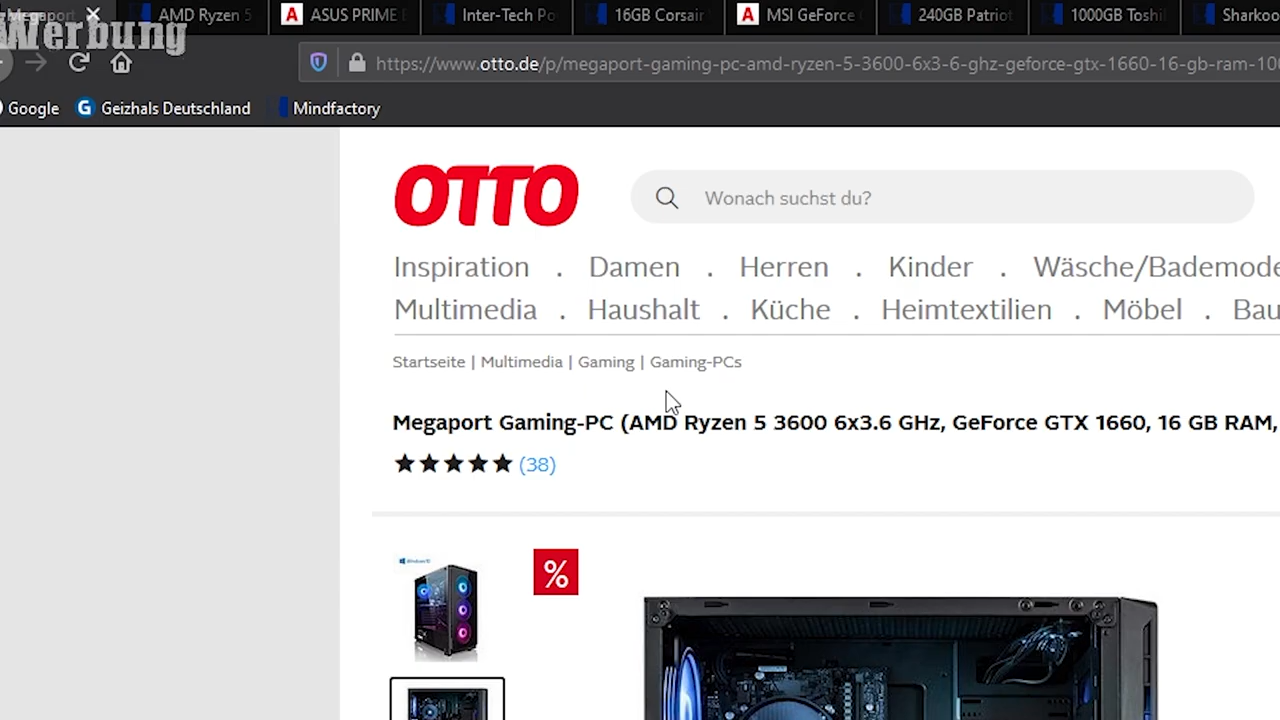 Werbung
Megaport
AMD Ryzen 5
ASUS PRIME
Inter-Tech Po
16GB Corsair
MSI GeForce
240GB Patriot
1000GB Toshi
Sharkoo
https://www.otto.de/p/megaport-gaming-pc-amd-ryzen-5-3600-6x3-6-ghz-geforce-gtx-1660-16-gb-ram-100
Google
Geizhals Deutschland
Mindfactory
OTTO
Wonach suchst du?
Inspiration . Damen . Herren . Kinder . Wäsche/Bademode
Multimedia . Haushalt . Küche . Heimtextilien . Möbel . Bau
Startseite | Multimedia | Gaming | Gaming-PCs
Megaport Gaming-PC (AMD Ryzen 5 3600 6x3.6 GHz, GeForce GTX 1660, 16 GB RAM,
(38)
%